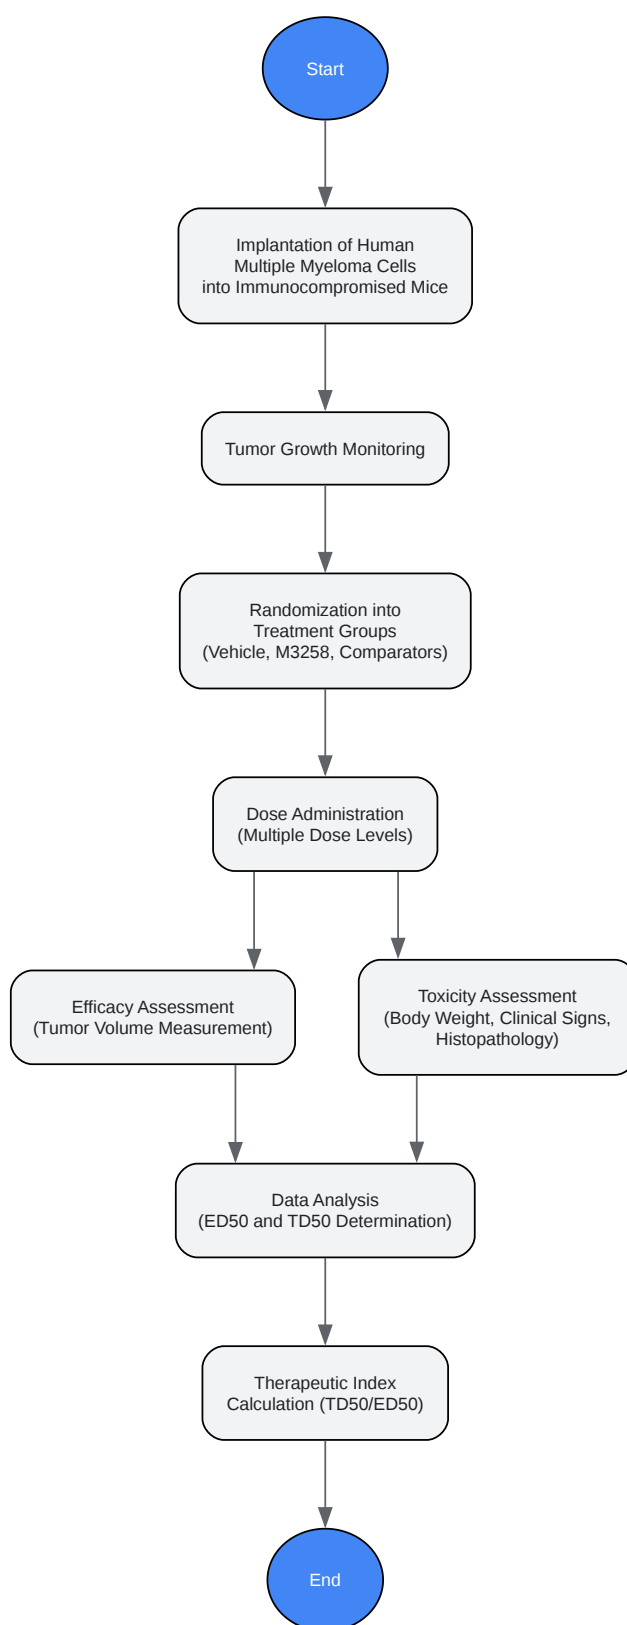 Start
Implantation of Human
Multiple Myeloma Cells
into Immunocompromised Mice
Tumor Growth Monitoring
Randomization into
Treatment Groups
(Vehicle, M3258, Comparators)
Dose Administration
(Multiple Dose Levels)
Efficacy Assessment
(Tumor Volume Measurement)
Toxicity Assessment
(Body Weight, Clinical Signs,
Histopathology)
Data Analysis
(ED50 and TD50 Determination)
Therapeutic Index
Calculation (TD50/ED50)
End